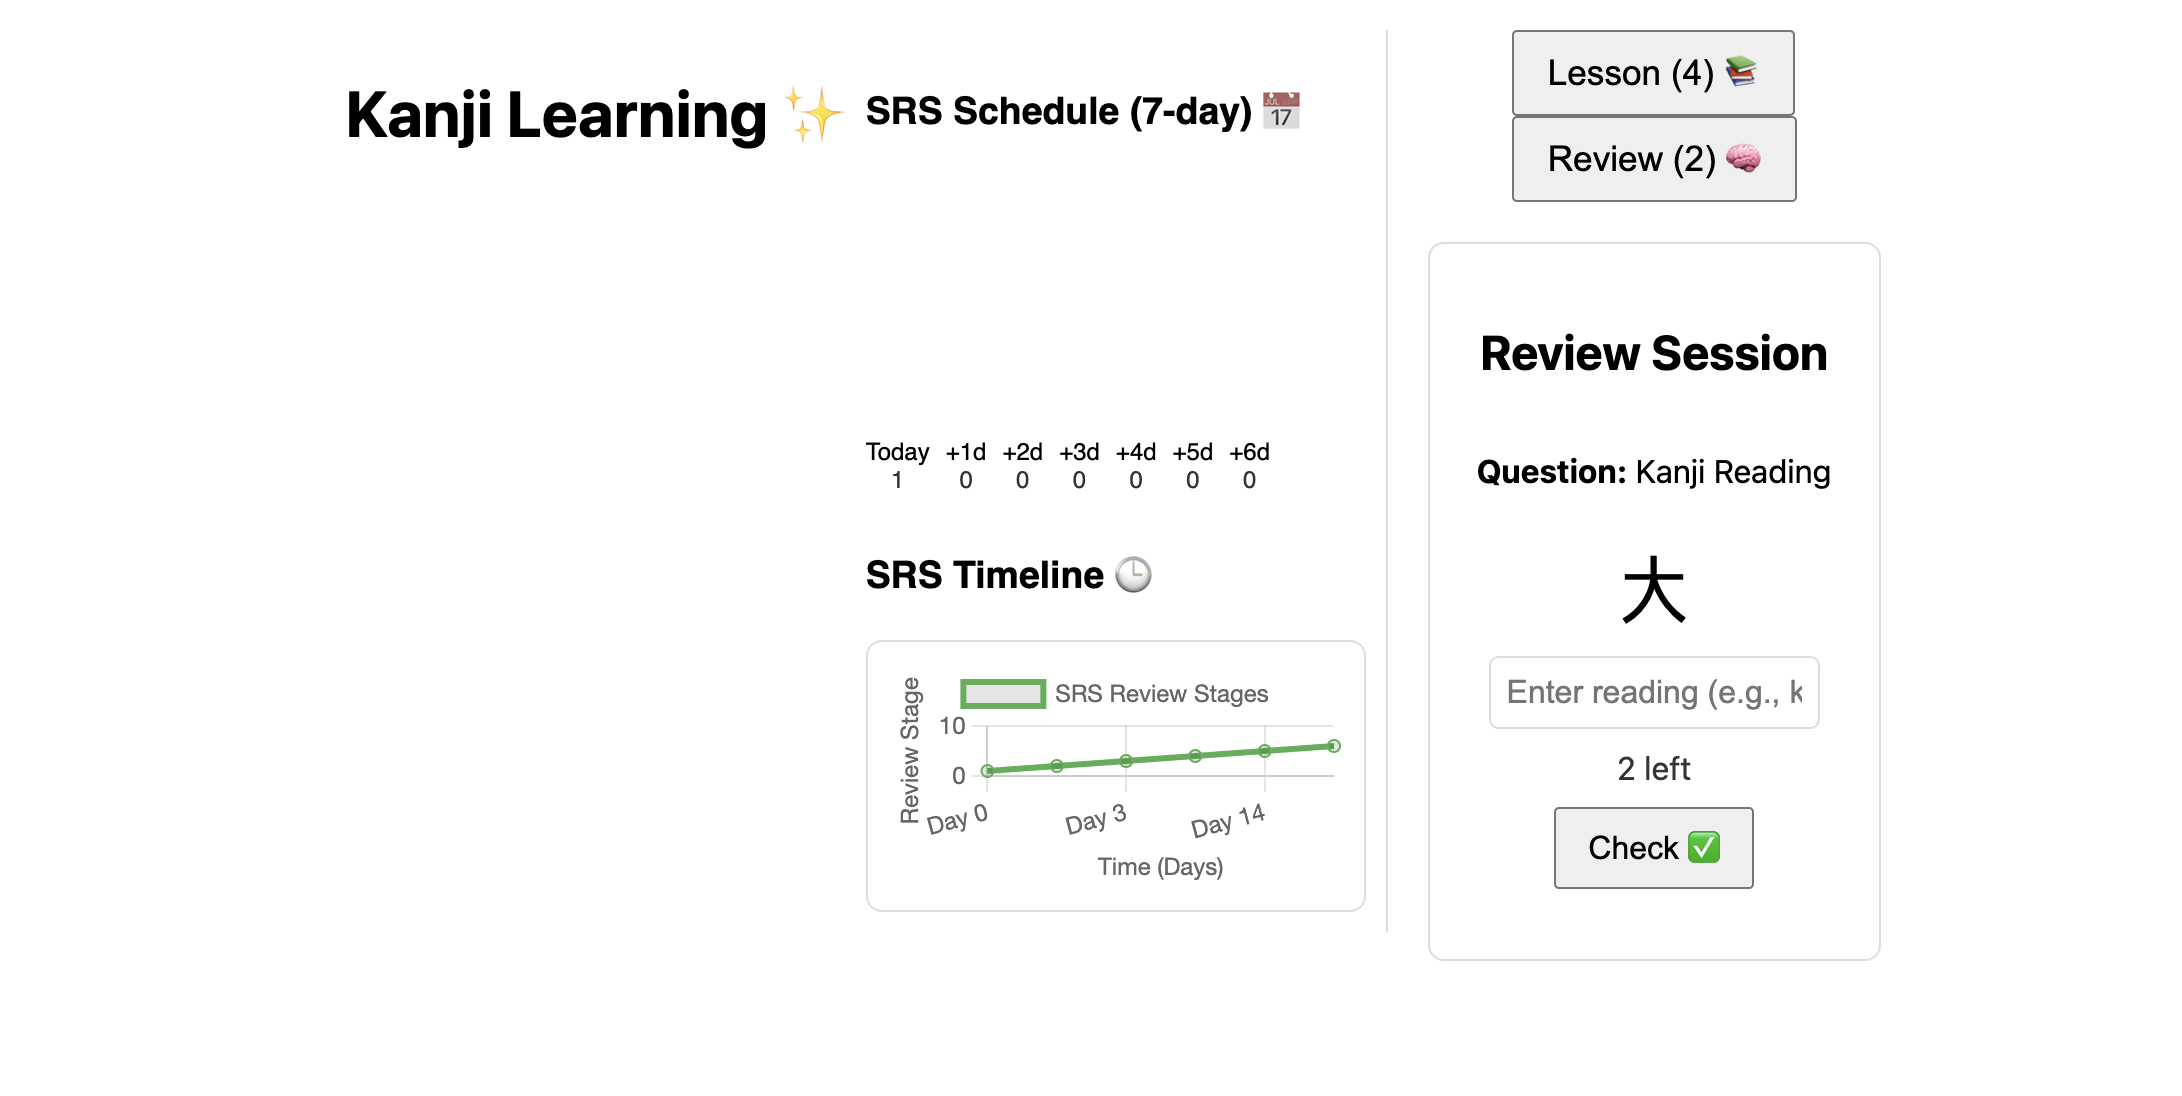 Kanji Learning ✨
SRS Schedule (7-day) 📅
JUL
17
Today +1d +2d +3d +4d +5d +6d
1 0 0 0 0 0 0
SRS Timeline 🕒
SRS Review Stages
Review Stage
10
0
Day 0 Day 3 Day 14
Time (Days)
Lesson (4) 📚
Review (2) 🧠
Review Session
Question: Kanji Reading
大
Enter reading (e.g., k
2 left
Check ✅